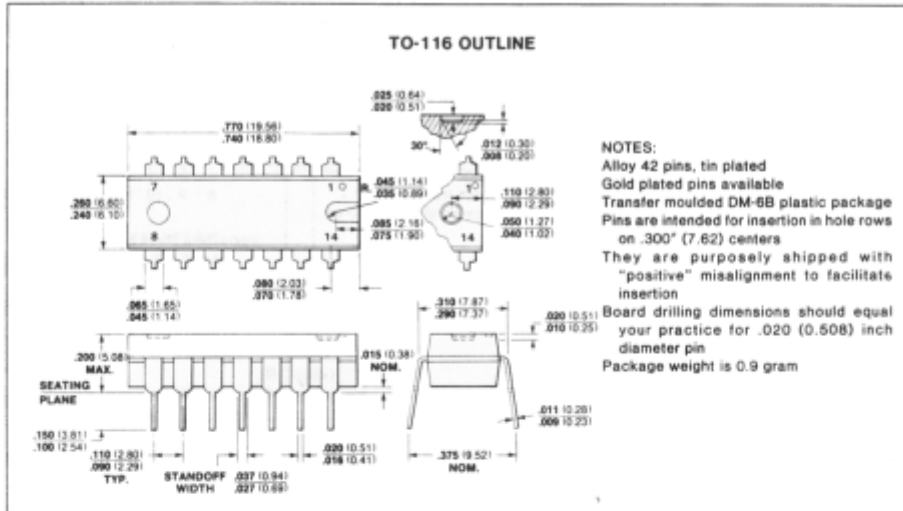 TO-116 OUTLINE
.770 (19.56)
.740 (18.80)
.260 (6.60)
.240 (6.10)
7
1
8
14
R.
.045 (1.14)
.035 (0.89)
.085 (2.16)
.075 (1.90)
.080 (2.03)
.070 (1.78)
.065 (1.65)
.045 (1.14)
.025 (0.64)
.020 (0.51)
30°
.012 (0.30)
.008 (0.20)
1
14
.110 (2.80)
.090 (2.29)
.050 (1.27)
.040 (1.02)
.200 (5.08)
MAX.
SEATING
PLANE
.015 (0.38)
NOM.
.150 (3.81)
.100 (2.54)
.110 (2.80)
.090 (2.29)
TYP.
STANDOFF
WIDTH
.037 (0.94)
.027 (0.69)
.020 (0.51)
.016 (0.41)
.310 (7.87)
.290 (7.37)
.020 (0.51)
.010 (0.25)
.011 (0.28)
.009 (0.23)
.375 (9.52)
NOM.
NOTES:
Alloy 42 pins, tin plated
Gold plated pins available
Transfer moulded DM-6B plastic package
Pins are intended for insertion in hole rows
on .300" (7.62) centers
They are purposely shipped with
"positive" misalignment to facilitate
insertion
Board drilling dimensions should equal
your practice for .020 (0.508) inch
diameter pin
Package weight is 0.9 gram